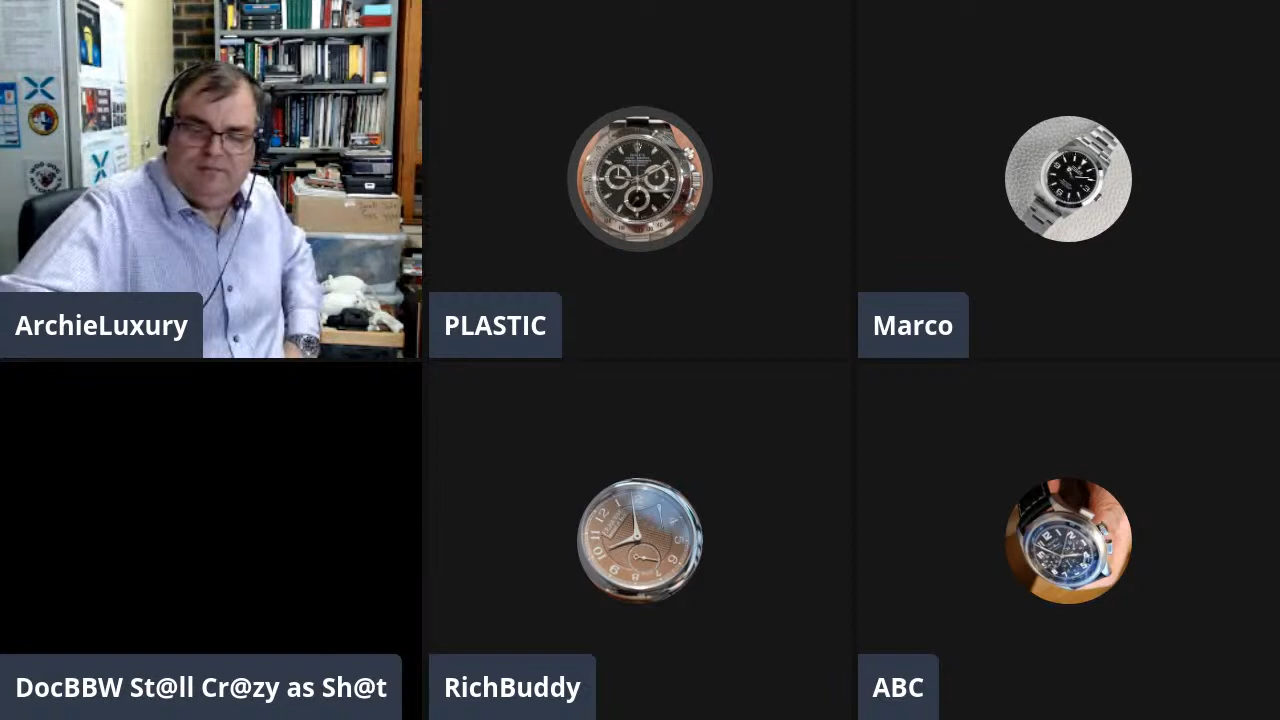 ArchieLuxury
PLASTIC
Marco
DocBBW St@ll Cr@zy as Sh@t
RichBuddy
ABC